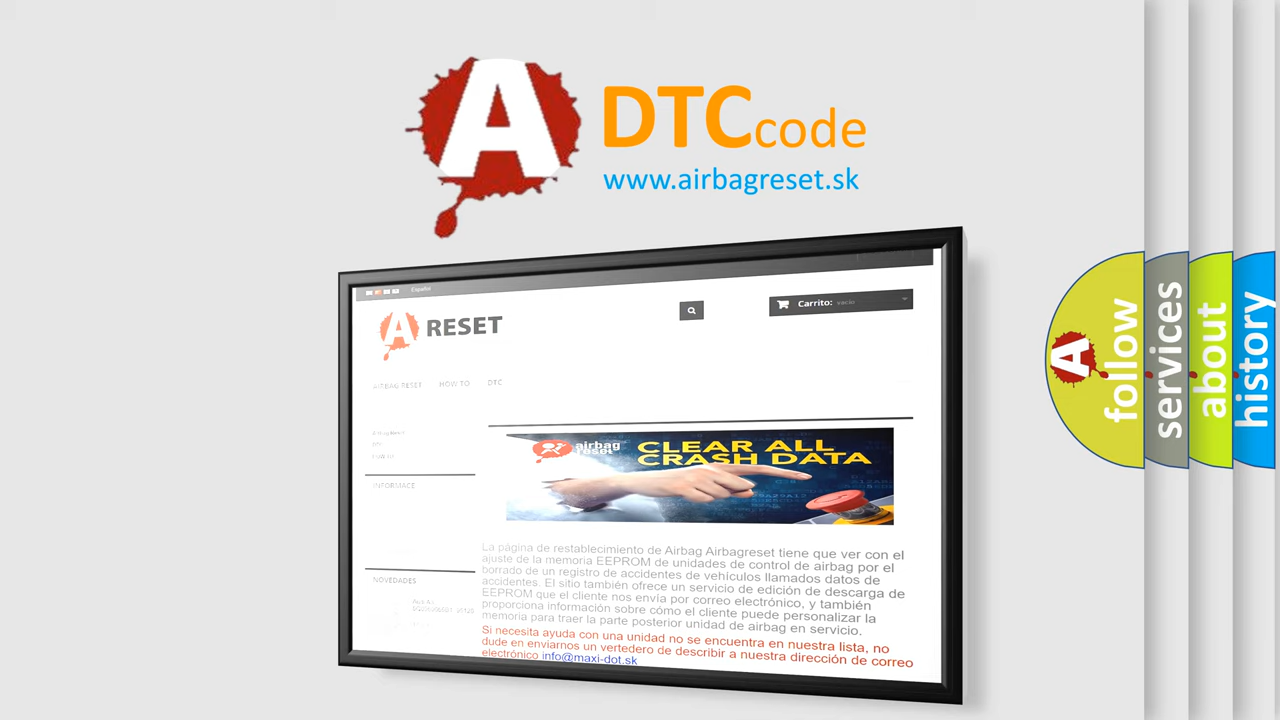 A
DTCcode
www.airbagreset.sk
Español
A RESET
Carrito: vacío
AIRBAG RESET HOW TO DTC
INFORMACE
NOVEDADES
airbag
reset
CLEAR ALL
CRASH DATA
La página de restablecimiento de Airbag Airbagreset tiene que ver con el
ajuste de la memoria EEPROM de unidades de control de airbag por el
borrado de un registro de accidentes de vehículos llamados datos de
accidentes. El sitio también ofrece un servicio de edición de descarga de
EEPROM que el cliente nos envía por correo electrónico, y también
proporciona información sobre cómo el cliente puede personalizar la
memoria para traer la parte posterior unidad de airbag en servicio.
Si necesita ayuda con una unidad no se encuentra en nuestra lista, no
dude en enviarnos un vertedero de describir a nuestra dirección de correo
electrónico info@maxi-dot.sk
A
follow
services
about
history